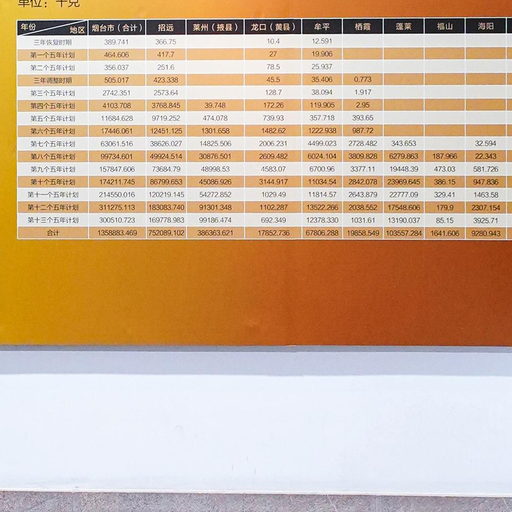 单位：千克
年份 地区 烟台市（合计） 招远 莱州（掖县） 龙口（黄县） 牟平 栖霞 蓬莱 福山 海阳
三年恢复时期 389.741 366.75 10.4 12.591
第一个五年计划 464.606 417.7 27 19.906
第二个五年计划 356.037 251.6 78.5 25.937
三年调整时期 505.017 423.338 45.5 35.406 0.773
第三个五年计划 2742.351 2573.64 128.7 38.094 1.917
第四个五年计划 4103.708 3768.845 39.748 172.26 119.905 2.95
第五个五年计划 11684.628 9719.252 474.078 739.93 357.718 393.65
第六个五年计划 17446.061 12451.125 1301.658 1482.62 1222.938 987.72
第七个五年计划 63061.516 38626.027 14825.506 2006.231 4499.023 2728.482 343.653 32.594
第八个五年计划 99734.601 49924.514 30876.501 2609.482 6024.104 3809.828 6279.863 187.966 22.343
第九个五年计划 157847.606 73684.79 48998.53 4583.07 6700.96 3377.11 19448.39 473.03 581.726
第十个五年计划 174211.745 86799.653 45086.926 3144.917 11034.54 2842.078 23969.645 386.15 947.836
第十一个五年计划 214550.016 120219.145 54272.852 1029.49 11814.57 2643.879 22777.09 329.41 1463.58
第十二个五年计划 311275.113 183083.740 91301.348 1102.287 13522.266 2038.552 17548.606 179.9 2307.154
第十三个五年计划 300510.723 169778.983 99186.474 692.349 12378.330 1031.61 13190.037 85.15 3925.71
合计 1358883.469 752089.102 386363.621 17852.736 67806.288 19858.549 103557.284 1641.606 9280.943